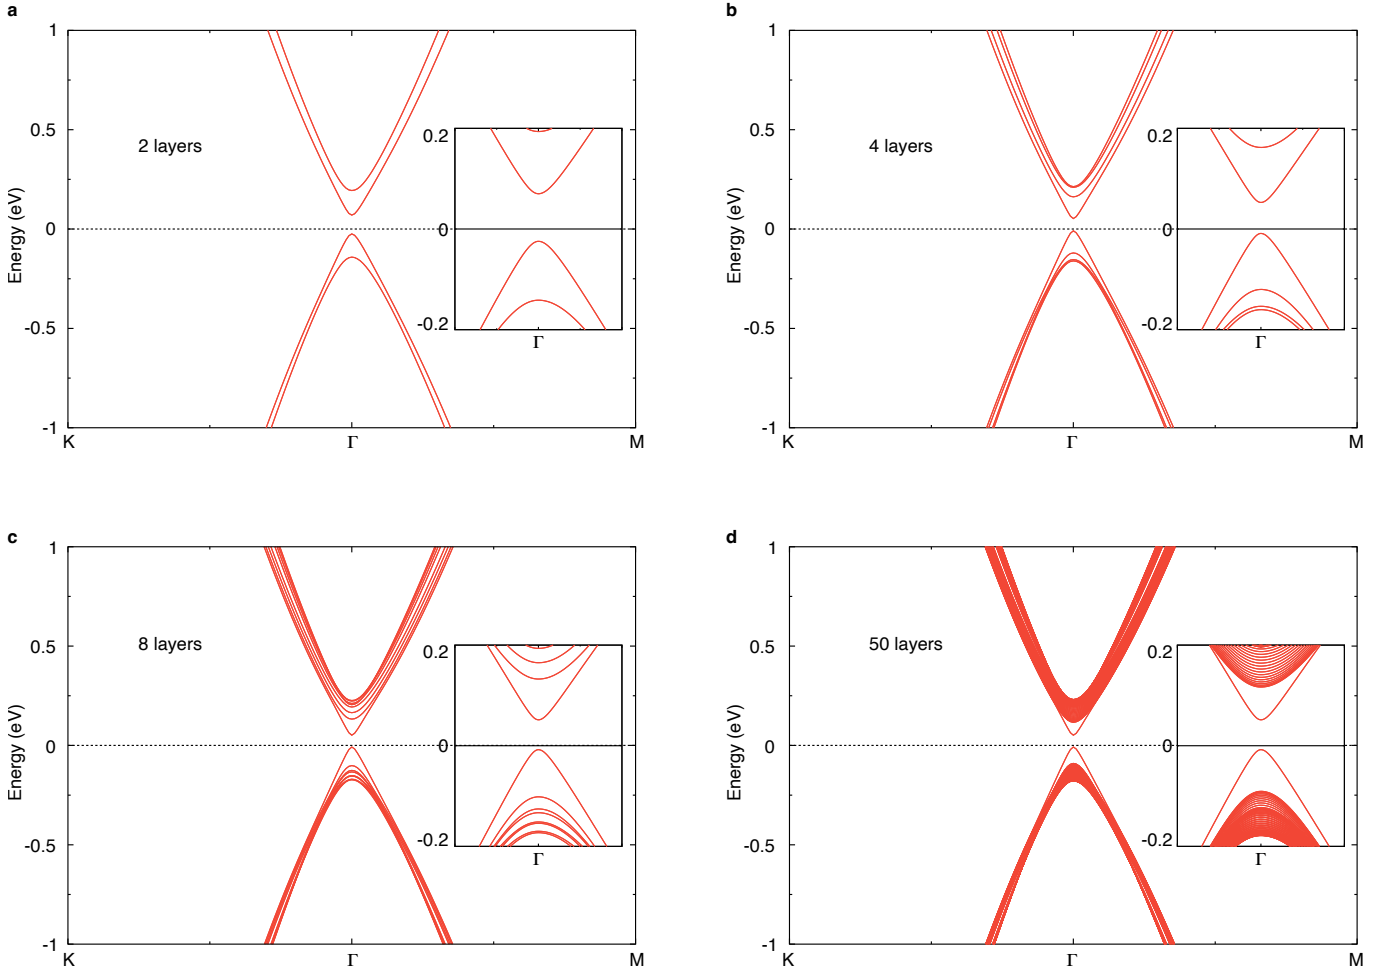 a
1
0.5
0
-0.5
-1
Energy (eV)
2 layers
K
Γ
M
0.2
0
-0.2
Γ
b
1
0.5
0
-0.5
-1
Energy (eV)
4 layers
K
Γ
M
0.2
0
-0.2
Γ
c
1
0.5
0
-0.5
-1
Energy (eV)
8 layers
K
Γ
M
0.2
0
-0.2
Γ
d
1
0.5
0
-0.5
-1
Energy (eV)
50 layers
K
Γ
M
0.2
0
-0.2
Γ